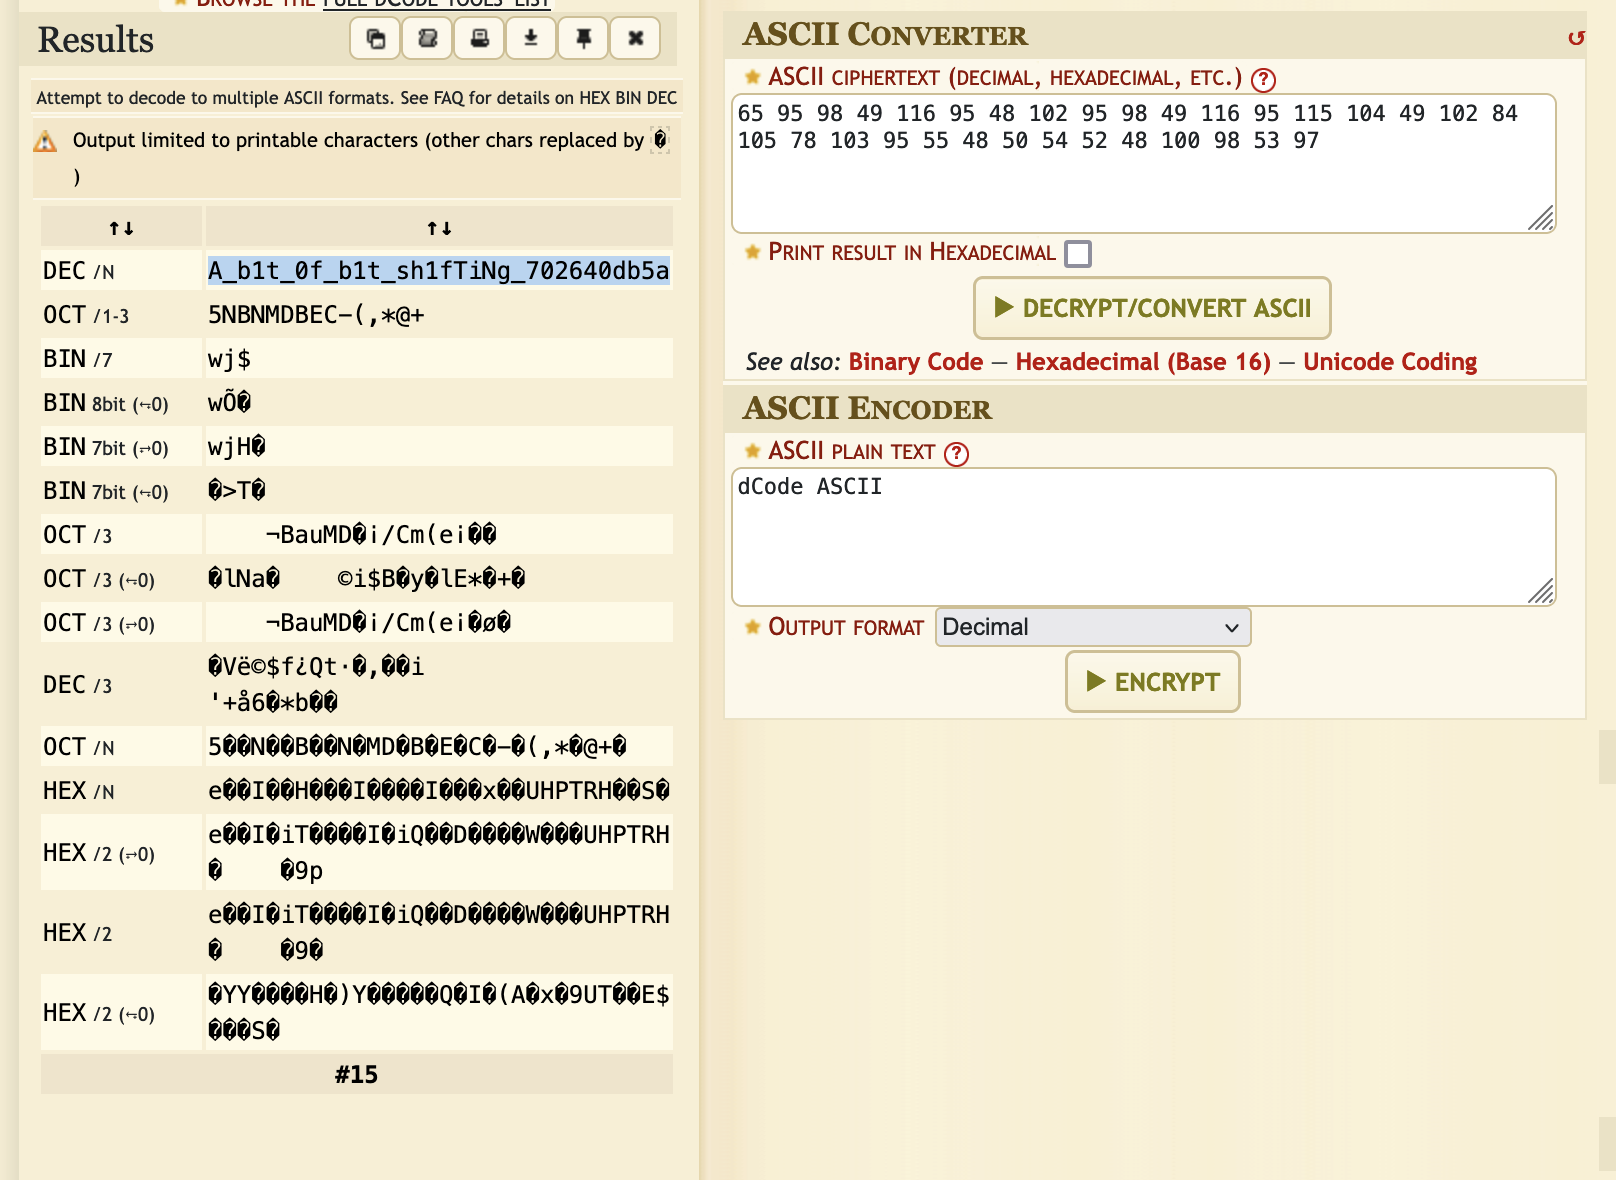 BROWSE THE FULL DCODE TOOLS' LIST
Results
Attempt to decode to multiple ASCII formats. See FAQ for details on HEX BIN DEC
Output limited to printable characters (other chars replaced by �
)
↑↓ ↑↓
DEC /N A_b1t_0f_b1t_sh1fTiNg_702640db5a
OCT /1-3 5NBNMDBEC-(,*@+
BIN /7 wj$
BIN 8bit (←0) wÕ�
BIN 7bit (→0) wjH�
BIN 7bit (←0) �>T�
OCT /3 ¬BauMD�i/Cm(ei��
OCT /3 (←0) �lNa� ©i$B�y�lE*�+�
OCT /3 (→0) ¬BauMD�i/Cm(ei�ø�
DEC /3 �Vë©$f¿Qt·�,��i
'+å6�*b��
OCT /N 5��N��B��N�MD�B�E�C�-�(,*�@+�
HEX /N e��I��H���I����I���x��UHPTRH��S�
HEX /2 (→0) e��I�iT����I�iQ��D����W���UHPTRH
� �9p
HEX /2 e��I�iT����I�iQ��D����W���UHPTRH
� �9�
HEX /2 (←0) �YY����H�)Y�����Q�I�(A�x�9UT��E$
���S�
#15
ASCII CONVERTER
ASCII CIPHERTEXT (DECIMAL, HEXADECIMAL, ETC.) ?
65 95 98 49 116 95 48 102 95 98 49 116 95 115 104 49 102 84
105 78 103 95 55 48 50 54 52 48 100 98 53 97
PRINT RESULT IN HEXADECIMAL
▶ DECRYPT/CONVERT ASCII
See also: Binary Code — Hexadecimal (Base 16) — Unicode Coding
ASCII ENCODER
ASCII PLAIN TEXT ?
dCode ASCII
OUTPUT FORMAT Decimal
▶ ENCRYPT